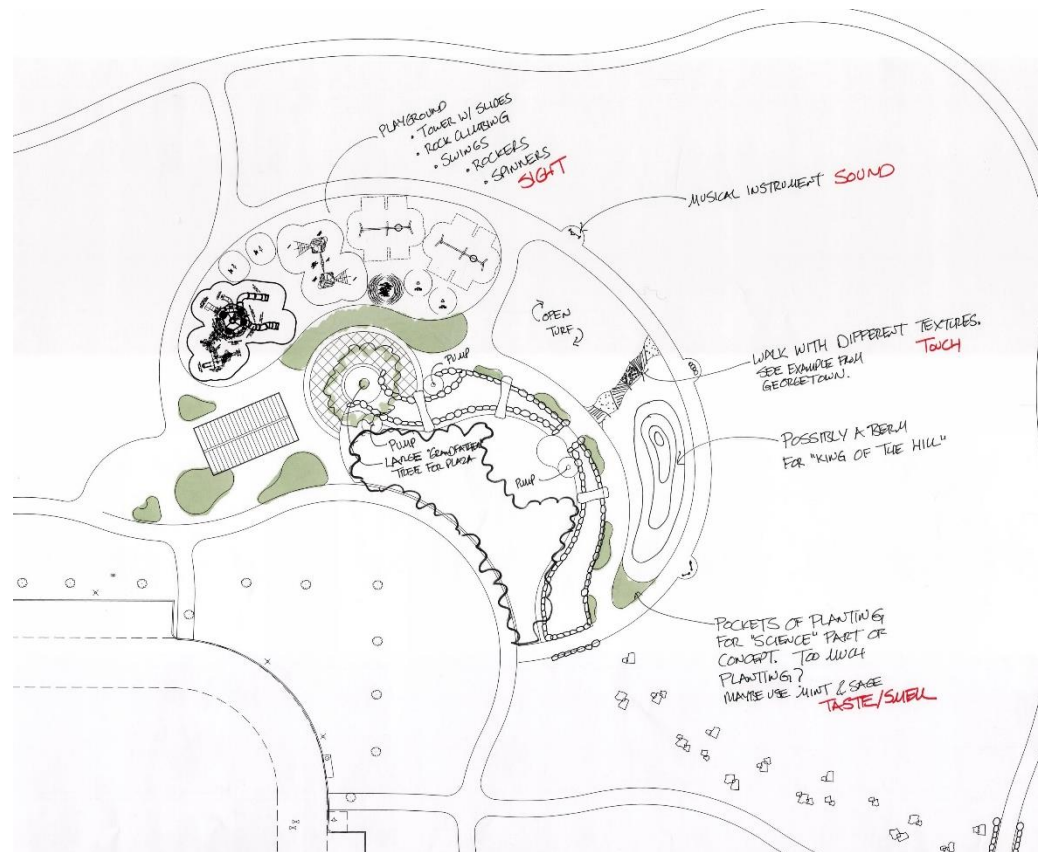 PLAYGROUND
• TOWER W/ SLIDES
• ROCK CLIMBING
• SWINGS
• ROCKERS
• SPINNERS
SIGHT
MUSICAL INSTRUMENT SOUND
OPEN
TURF
WALK WITH DIFFERENT TEXTURES.
TOUCH
SEE EXAMPLE FROM
GEORGETOWN.
PUMP
PUMP
LARGE "GRANDFATHER"
TREE FOR PLAZA
PUMP
POSSIBLY A BERM
FOR "KING OF THE HILL"
POCKETS OF PLANTING
FOR "SCIENCE" PART OF
CONCEPT. TOO MUCH
PLANTING?
MAYBE USE MINT & SAGE
TASTE/SMELL